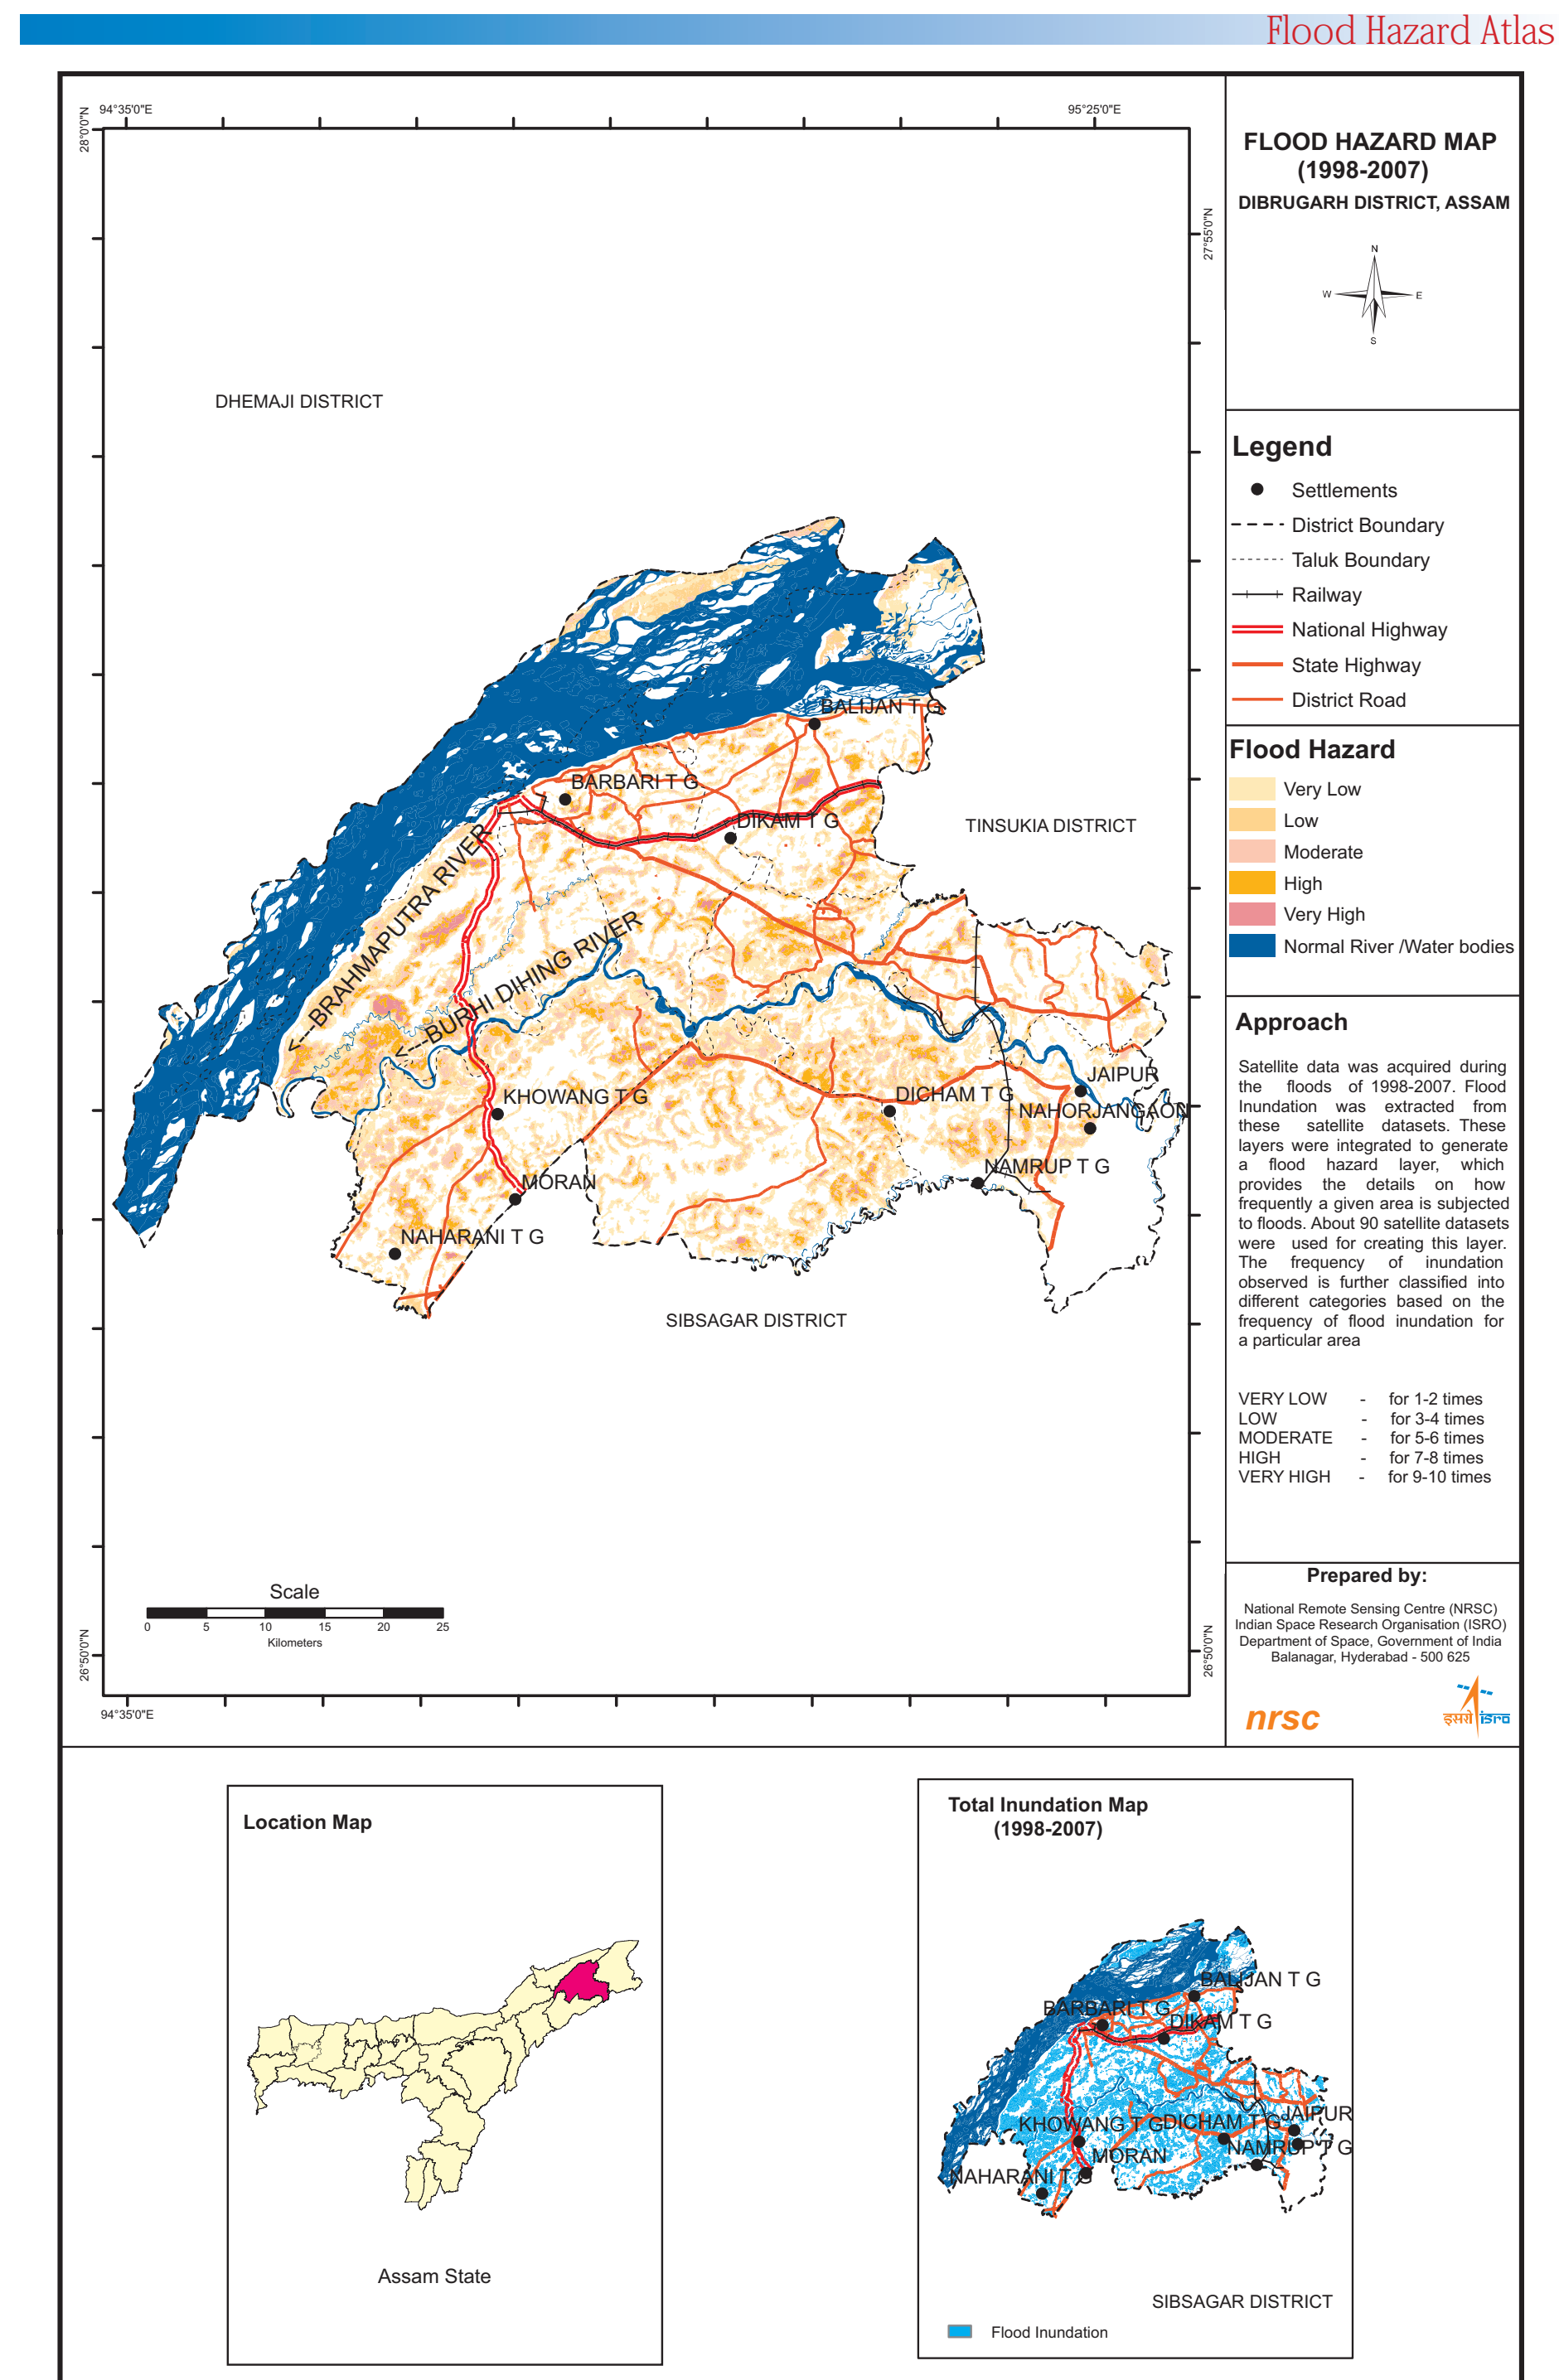 Flood Hazard Atlas
94°35'0"E
95°25'0"E
28°0'0"N
27°55'0"N
DHEMAJI DISTRICT
BALIJAN T G
BARBARI T G
DIKAM T G
TINSUKIA DISTRICT
<---BRAHMAPUTRA RIVER
<---BURHI DIHING RIVER
JAIPUR
KHOWANG T G
DICHAM T G
NAHORJANGAON
NAMRUP T G
MORAN
NAHARANI T G
SIBSAGAR DISTRICT
Scale
0 5 10 15 20 25
Kilometers
26°50'0"N
26°50'0"N
94°35'0"E
FLOOD HAZARD MAP
(1998-2007)
DIBRUGARH DISTRICT, ASSAM
N
W
E
S
Legend
Settlements
District Boundary
Taluk Boundary
Railway
National Highway
State Highway
District Road
Flood Hazard
Very Low
Low
Moderate
High
Very High
Normal River /Water bodies
Approach
Satellite data was acquired during
the floods of 1998-2007. Flood
Inundation was extracted from
these satellite datasets. These
layers were integrated to generate
a flood hazard layer, which
provides the details on how
frequently a given area is subjected
to floods. About 90 satellite datasets
were used for creating this layer.
The frequency of inundation
observed is further classified into
different categories based on the
frequency of flood inundation for
a particular area
VERY LOW - for 1-2 times
LOW - for 3-4 times
MODERATE - for 5-6 times
HIGH - for 7-8 times
VERY HIGH - for 9-10 times
Prepared by:
National Remote Sensing Centre (NRSC)
Indian Space Research Organisation (ISRO)
Department of Space, Government of India
Balanagar, Hyderabad - 500 625
nrsc
इसरो isro
Location Map
Assam State
Total Inundation Map
(1998-2007)
BALIJAN T G
BARBARI T G
DIKAM T G
KHOWANG T G
DICHAM T G
JAIPUR
NAMRUP T G
MORAN
NAHARANI T G
SIBSAGAR DISTRICT
Flood Inundation